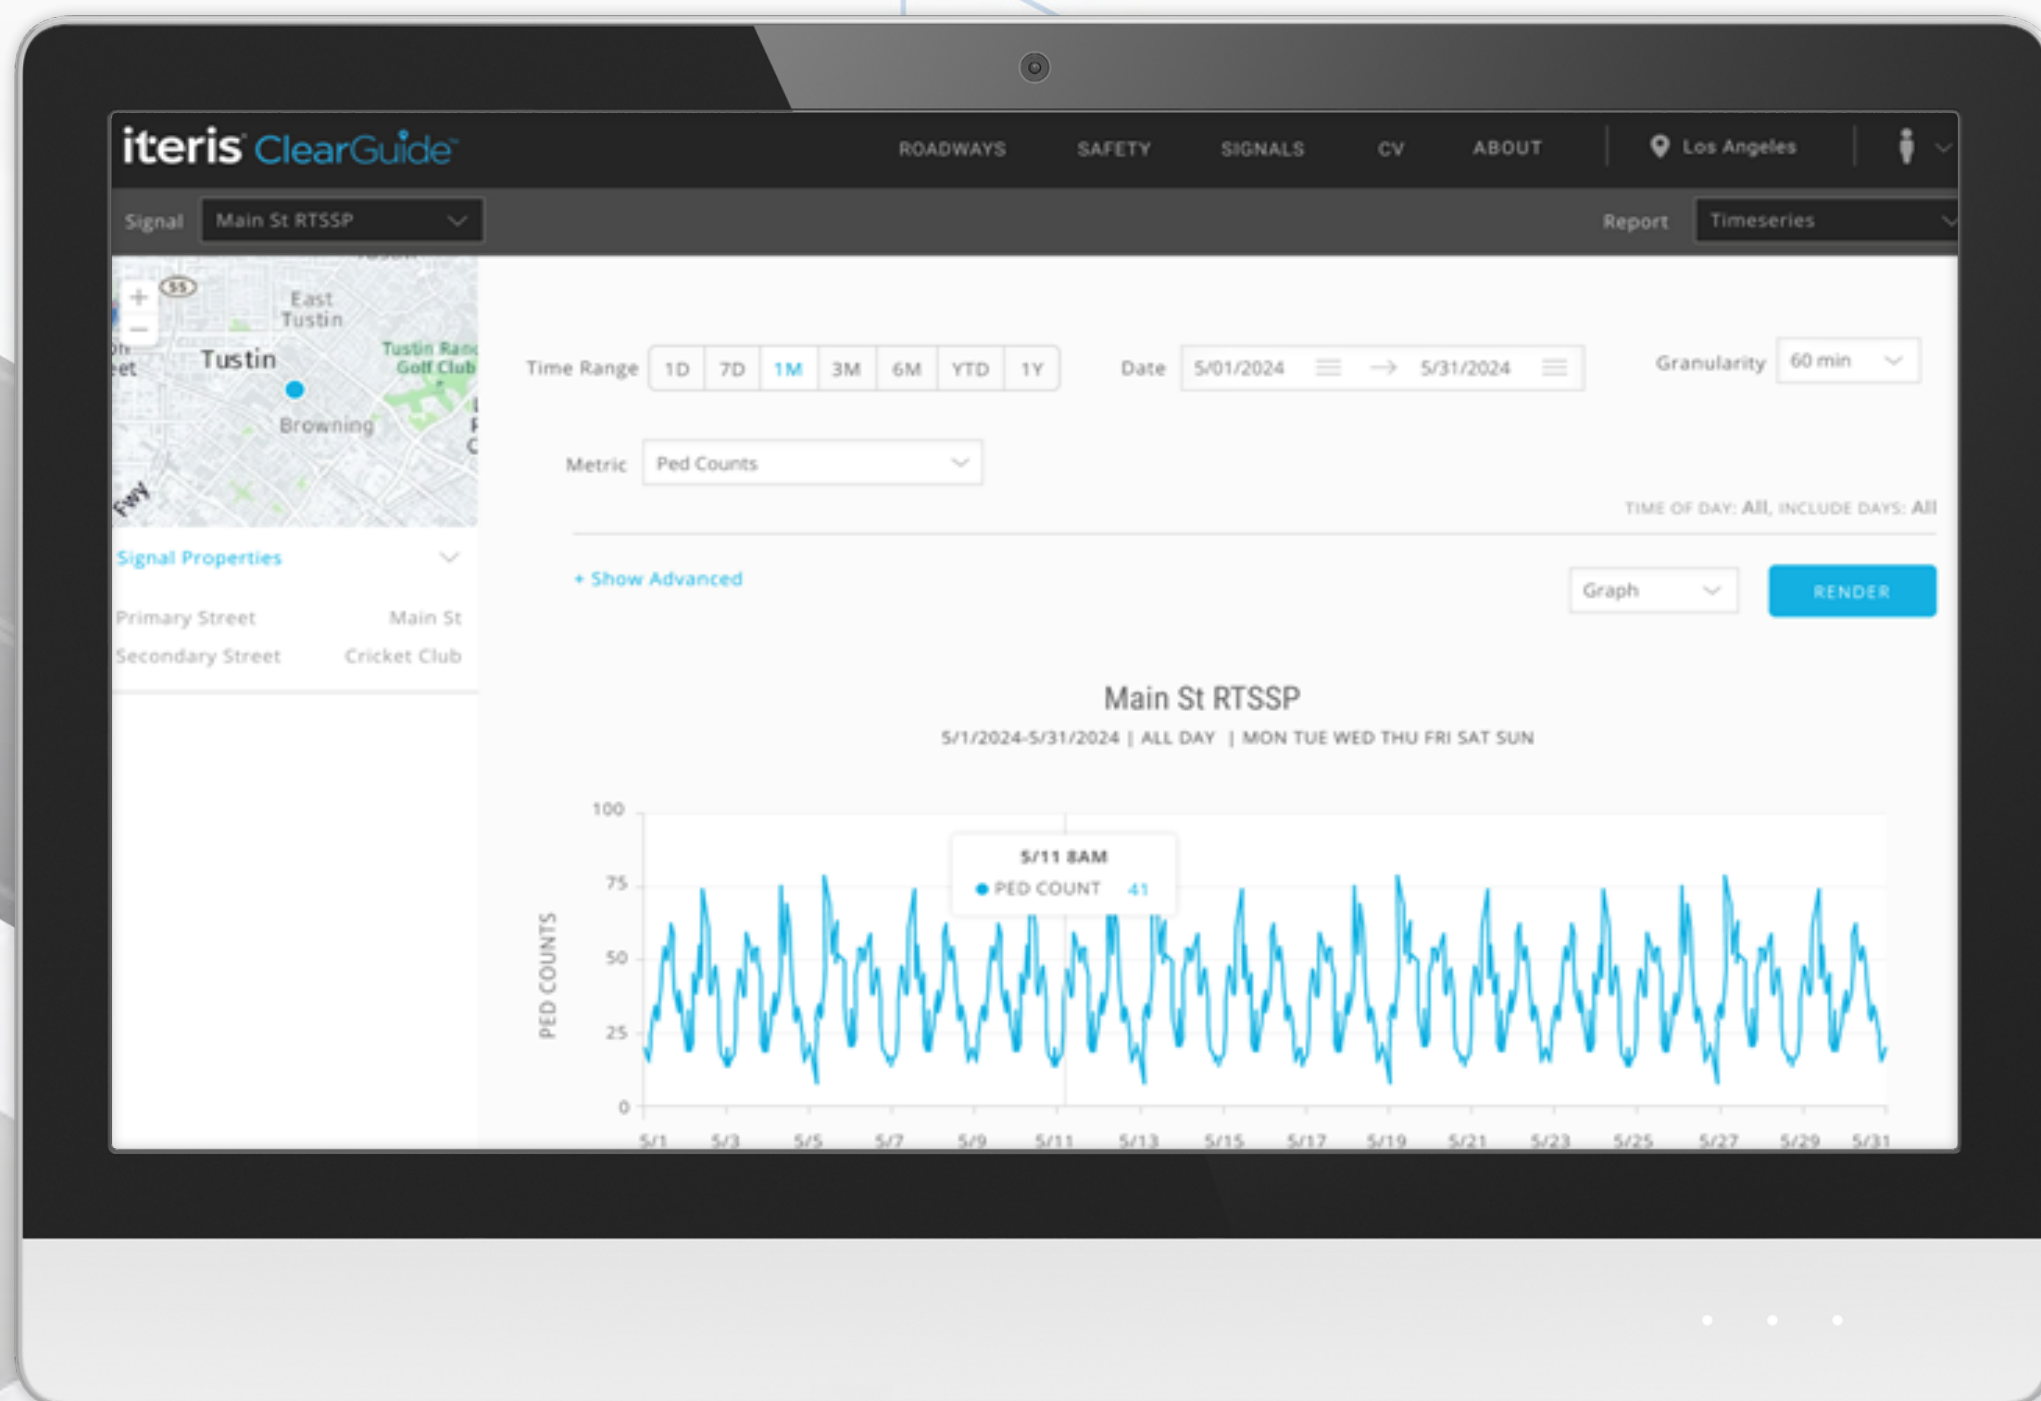 iteris ClearGuide™
ROADWAYS SAFETY SIGNALS CV ABOUT Los Angeles
Signal Main St RTSSP Report Timeseries
55
East
Tustin
Tustin
Golf Club
Browning
Fwy
+
−
Signal Properties
Primary Street Main St
Secondary Street Cricket Club
Time Range 1D 7D 1M 3M 6M YTD 1Y Date 5/01/2024 → 5/31/2024 Granularity 60 min
Metric Ped Counts
TIME OF DAY: All, INCLUDE DAYS: All
+ Show Advanced Graph RENDER
Main St RTSSP
5/1/2024-5/31/2024 | ALL DAY | MON TUE WED THU FRI SAT SUN
PED COUNTS
100
75
50
25
0
5/11 8AM
PED COUNT 41
5/1 5/3 5/5 5/7 5/9 5/11 5/13 5/15 5/17 5/19 5/21 5/23 5/25 5/27 5/29 5/31